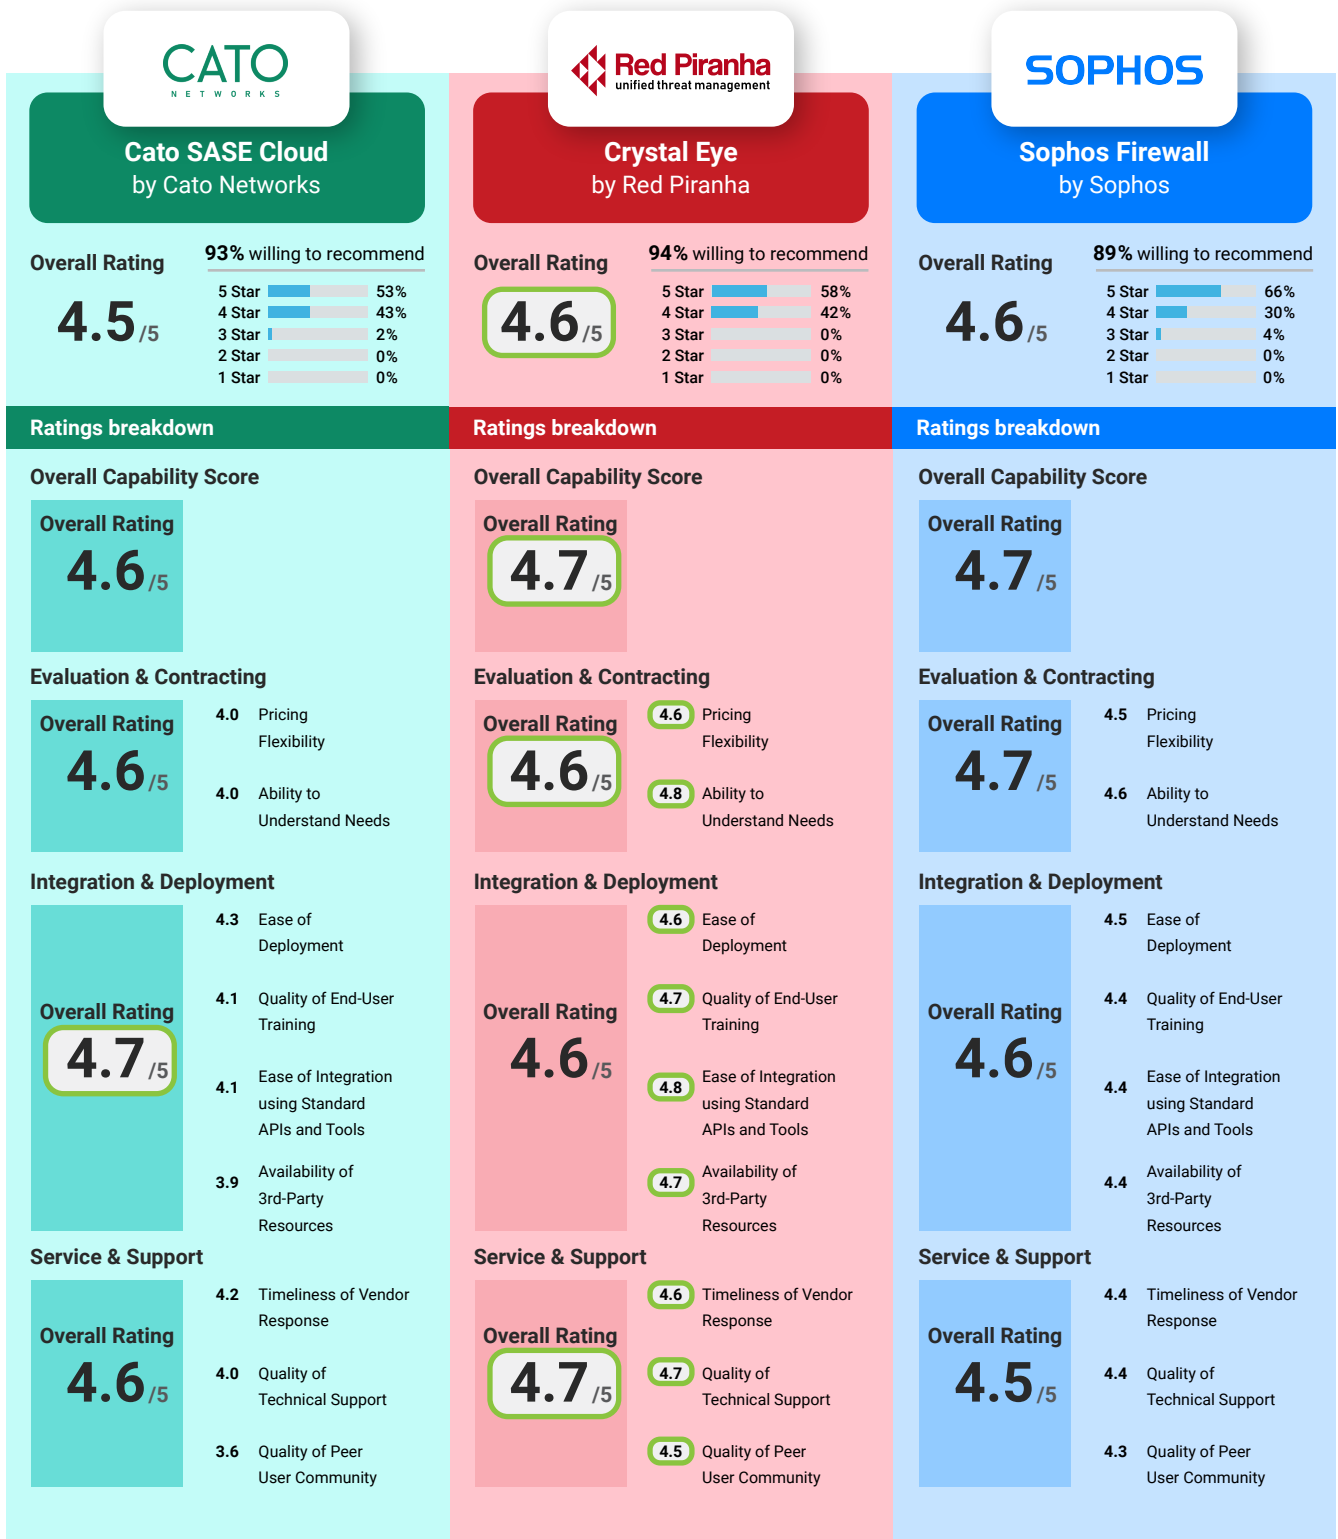 CATO
NETWORKS
Cato SASE Cloud
by Cato Networks
Overall Rating
4.5/5
93% willing to recommend
5 Star 53%
4 Star 43%
3 Star 2%
2 Star 0%
1 Star 0%
Ratings breakdown
Overall Capability Score
Overall Rating
4.6/5
Evaluation & Contracting
Overall Rating
4.6/5
4.0 Pricing
Flexibility
4.0 Ability to
Understand Needs
Integration & Deployment
Overall Rating
4.7/5
4.3 Ease of
Deployment
4.1 Quality of End-User
Training
4.1 Ease of Integration
using Standard
APIs and Tools
3.9 Availability of
3rd-Party
Resources
Service & Support
Overall Rating
4.6/5
4.2 Timeliness of Vendor
Response
4.0 Quality of
Technical Support
3.6 Quality of Peer
User Community
Red Piranha
unified threat management
Crystal Eye
by Red Piranha
Overall Rating
4.6/5
94% willing to recommend
5 Star 58%
4 Star 42%
3 Star 0%
2 Star 0%
1 Star 0%
Ratings breakdown
Overall Capability Score
Overall Rating
4.7/5
Evaluation & Contracting
Overall Rating
4.6/5
4.6 Pricing
Flexibility
4.8 Ability to
Understand Needs
Integration & Deployment
Overall Rating
4.6/5
4.6 Ease of
Deployment
4.7 Quality of End-User
Training
4.8 Ease of Integration
using Standard
APIs and Tools
4.7 Availability of
3rd-Party
Resources
Service & Support
Overall Rating
4.7/5
4.6 Timeliness of Vendor
Response
4.7 Quality of
Technical Support
4.5 Quality of Peer
User Community
SOPHOS
Sophos Firewall
by Sophos
Overall Rating
4.6/5
89% willing to recommend
5 Star 66%
4 Star 30%
3 Star 4%
2 Star 0%
1 Star 0%
Ratings breakdown
Overall Capability Score
Overall Rating
4.7/5
Evaluation & Contracting
Overall Rating
4.7/5
4.5 Pricing
Flexibility
4.6 Ability to
Understand Needs
Integration & Deployment
Overall Rating
4.6/5
4.5 Ease of
Deployment
4.4 Quality of End-User
Training
4.4 Ease of Integration
using Standard
APIs and Tools
4.4 Availability of
3rd-Party
Resources
Service & Support
Overall Rating
4.5/5
4.4 Timeliness of Vendor
Response
4.4 Quality of
Technical Support
4.3 Quality of Peer
User Community